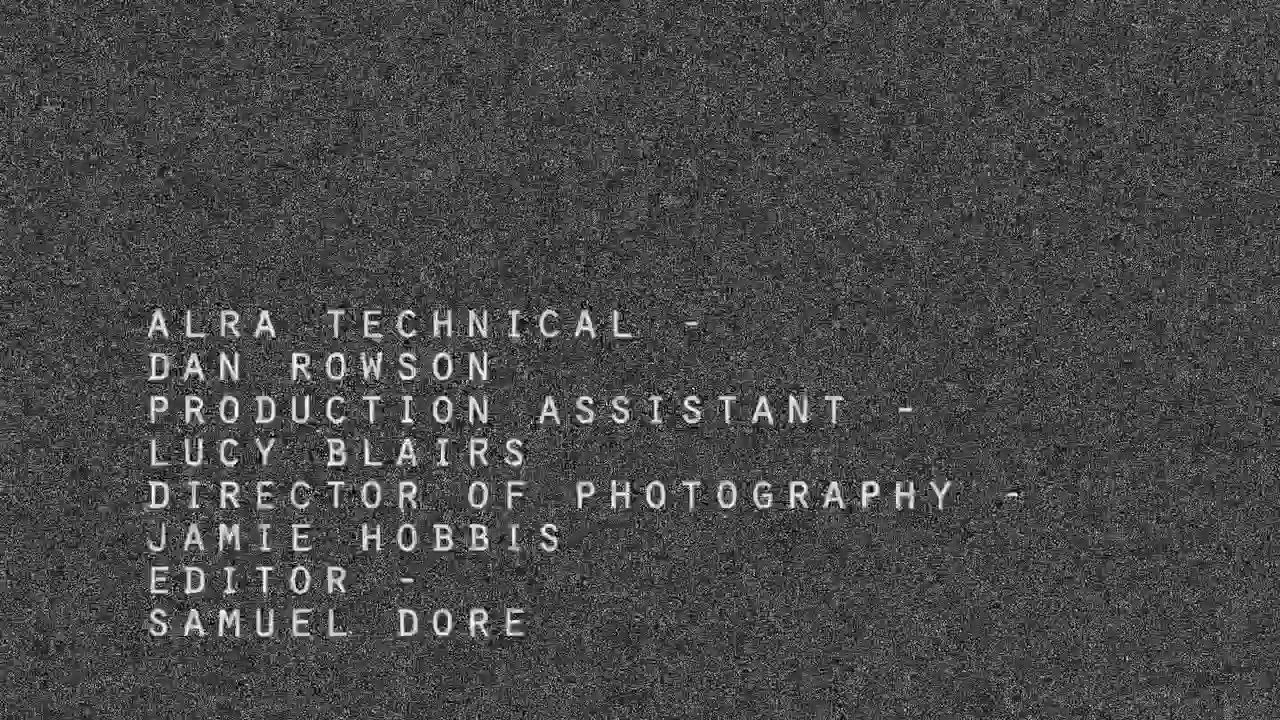 ALRA TECHNICAL -
DAN ROWSON
PRODUCTION ASSISTANT -
LUCY BLAIRS
DIRECTOR OF PHOTOGRAPHY -
JAMIE HOBBIS
EDITOR -
SAMUEL DORE